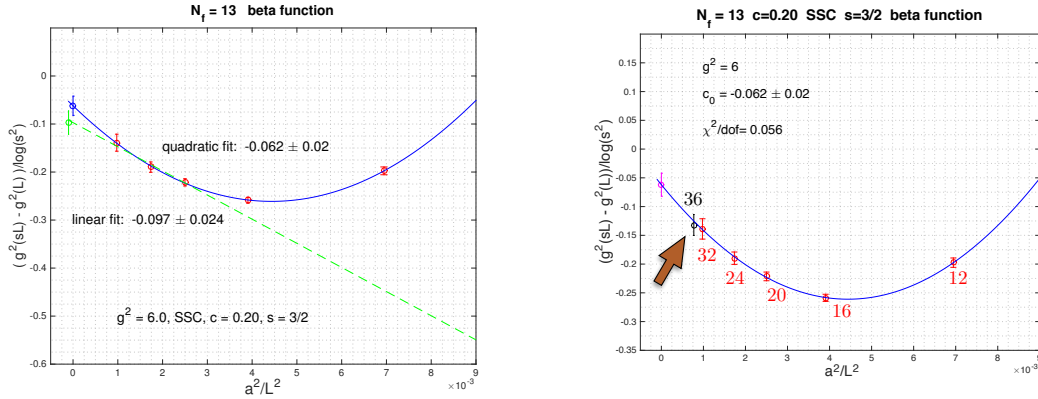 N_f = 13 beta function
( g^2(sL) - g^2(L) )/log(s^2)
0
-0.1
-0.2
-0.3
-0.4
-0.5
-0.6
quadratic fit: -0.062 ± 0.02
linear fit: -0.097 ± 0.024
g^2 = 6.0, SSC, c = 0.20, s = 3/2
0 1 2 3 4 5 6 7 8 9
×10^-3
a^2/L^2
N_f = 13 c=0.20 SSC s=3/2 beta function
(g^2(sL) - g^2(L))/log(s^2)
0.15
0.1
0.05
0
-0.05
-0.1
-0.15
-0.2
-0.25
-0.3
-0.35
g^2 = 6
c_0 = -0.062 ± 0.02
χ^2/dof= 0.056
36
32
24
20
16
12
0 1 2 3 4 5 6 7 8 9
×10^-3
a^2/L^2